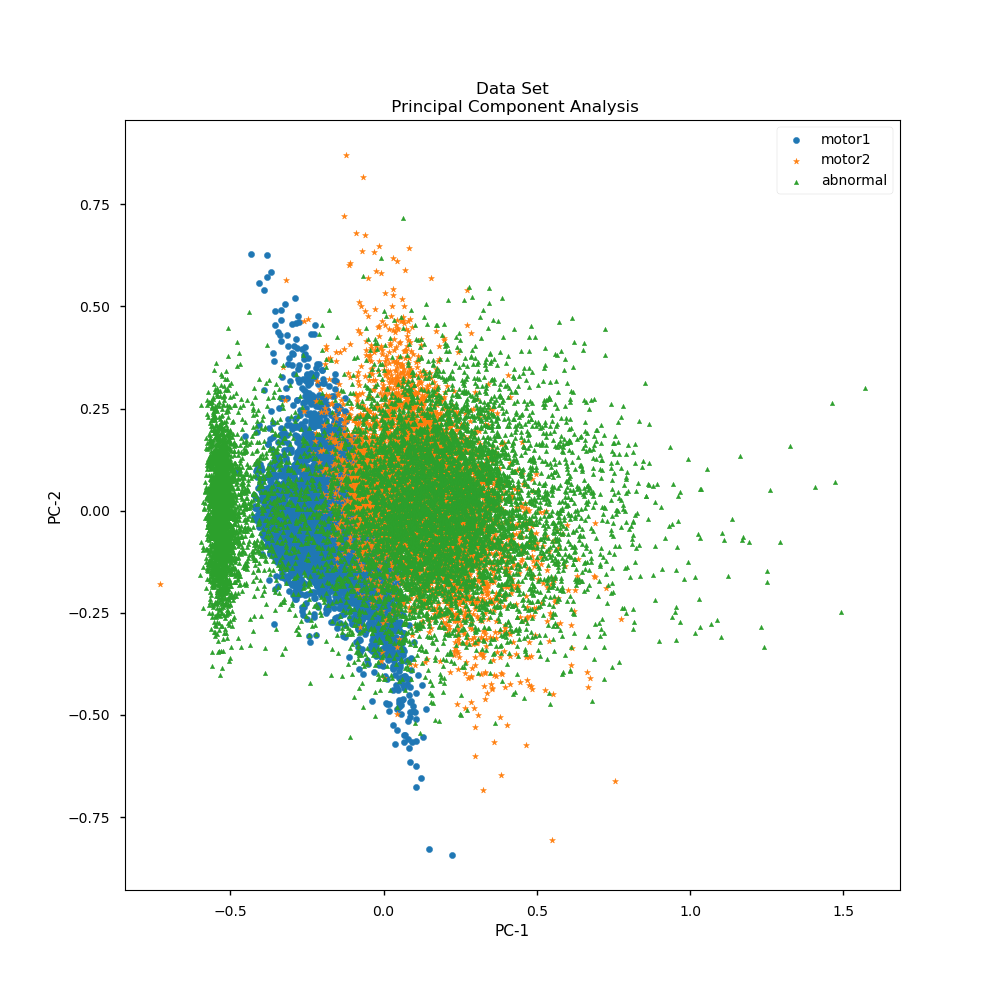 Data Set
Principal Component Analysis
motor1
motor2
abnormal
0.75
0.50
0.25
0.00
−0.25
−0.50
−0.75
PC-2
−0.5
0.0
0.5
1.0
1.5
PC-1